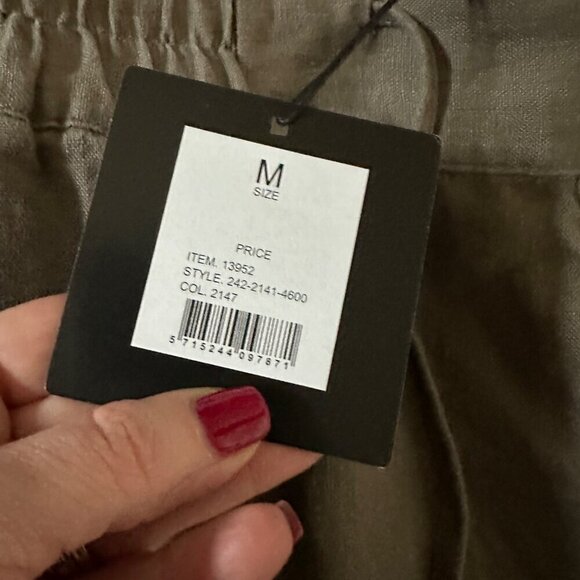 M
SIZE
PRICE
ITEM. 13952
STYLE. 242-2141-4600
COL. 2147
5 715244 097871